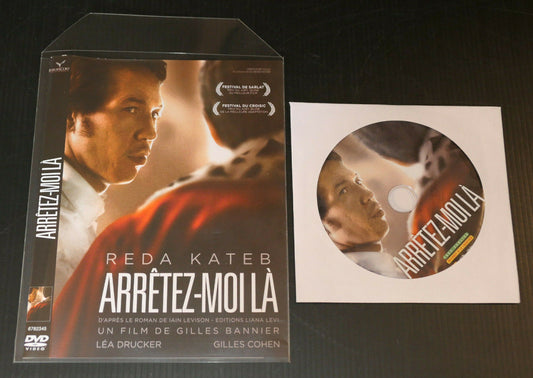 FESTIVAL DE SARLAT
FESTIVAL DU CROISIC
ARRÊTEZ-MOI LÀ
REDA KATEB
ARRÊTEZ-MOI LÀ
D'APRÈS LE ROMAN DE IAIN LEVISON - EDITIONS LIANA LEVI
UN FILM DE GILLES BANNIER
LÉA DRUCKER GILLES COHEN
6780345
DVD
VIDEO
ARRÊTEZ-MOI LÀ